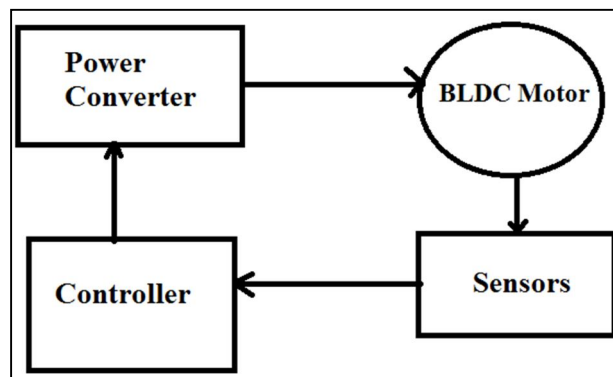 Power
Converter
BLDC Motor
Controller
Sensors